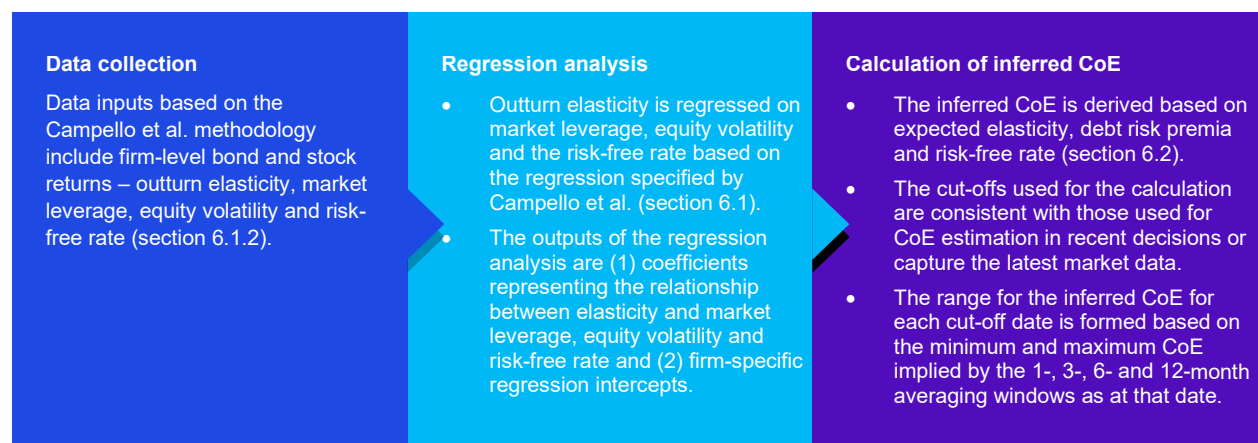 Data collection
Data inputs based on the
Campello et al. methodology
include firm-level bond and stock
returns – outturn elasticity, market
leverage, equity volatility and risk-
free rate (section 6.1.2).
Regression analysis
• Outturn elasticity is regressed on
market leverage, equity volatility
and the risk-free rate based on
the regression specified by
Campello et al. (section 6.1).
• The outputs of the regression
analysis are (1) coefficients
representing the relationship
between elasticity and market
leverage, equity volatility and
risk-free rate and (2) firm-specific
regression intercepts.
Calculation of inferred CoE
• The inferred CoE is derived based on
expected elasticity, debt risk premia
and risk-free rate (section 6.2).
• The cut-offs used for the calculation
are consistent with those used for
CoE estimation in recent decisions or
capture the latest market data.
• The range for the inferred CoE for
each cut-off date is formed based on
the minimum and maximum CoE
implied by the 1-, 3-, 6- and 12-month
averaging windows as at that date.